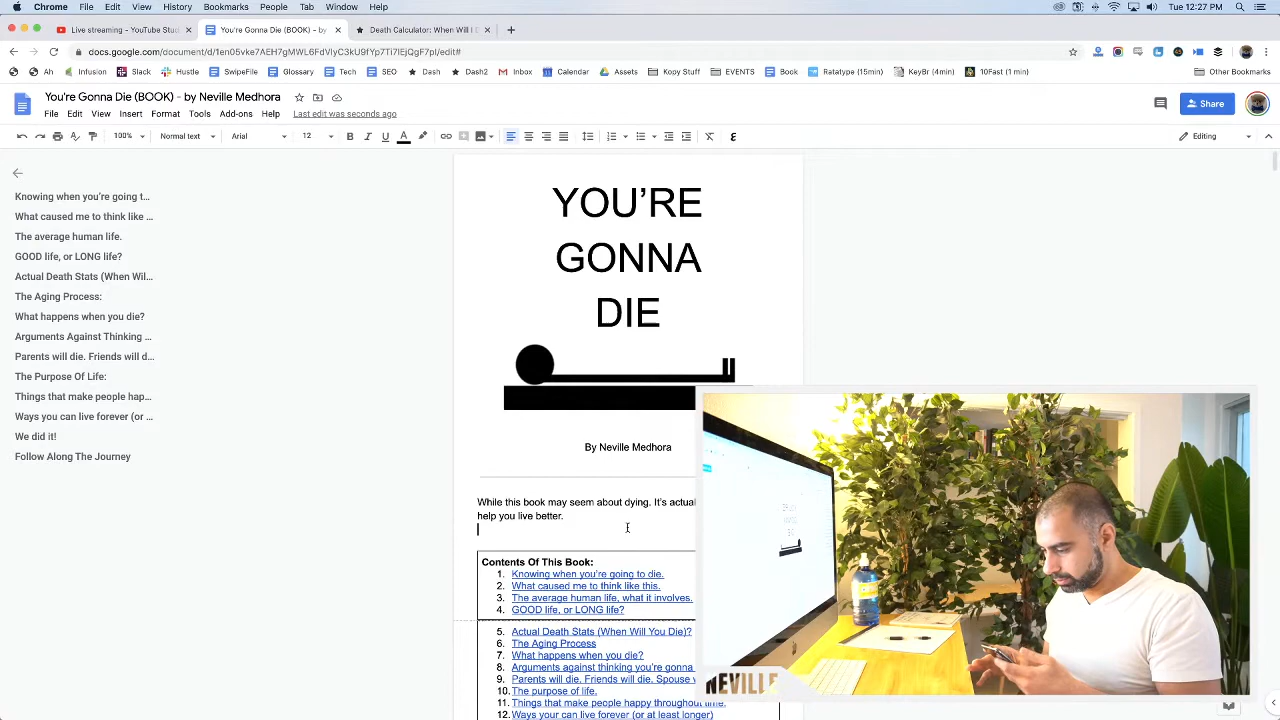 Chrome File Edit View History Bookmarks People Tab Window Help
Tue 12:27 PM
Live streaming - YouTube Stud
You're Gonna Die (BOOK) - by
Death Calculator: When Will I D
docs.google.com/document/d/1en05vke7AEH7gMWL6FdVlyC3kU9fYp7Ti7lEjQgF7pI/edit#
Ah Infusion Slack Hustle SwipeFile Glossary Tech SEO Dash Dash2 Inbox Calendar Assets Kopy Stuff EVENTS Book Ratatype (15min) KeyBr (4min) 10Fast (1 min) Other Bookmarks
You're Gonna Die (BOOK) - by Neville Medhora
File Edit View Insert Format Tools Add-ons Help Last edit was seconds ago
Share
100% Normal text Arial 12 B I U A Editing
Knowing when you're going t...
What caused me to think like ...
The average human life.
GOOD life, or LONG life?
Actual Death Stats (When Wil...
The Aging Process:
What happens when you die?
Arguments Against Thinking ...
Parents will die. Friends will d...
The Purpose Of Life:
Things that make people hap...
Ways you can live forever (or ...
We did it!
Follow Along The Journey
YOU'RE
GONNA
DIE
By Neville Medhora
While this book may seem about dying. It's actual
help you live better.
Contents Of This Book:
1. Knowing when you're going to die.
2. What caused me to think like this.
3. The average human life, what it involves.
4. GOOD life, or LONG life?
5. Actual Death Stats (When Will You Die)?
6. The Aging Process
7. What happens when you die?
8. Arguments against thinking you're gonna
9. Parents will die. Friends will die. Spouse w
10. The purpose of life.
11. Things that make people happy throughout time.
12. Ways your can live forever (or at least longer)
NEVILLE